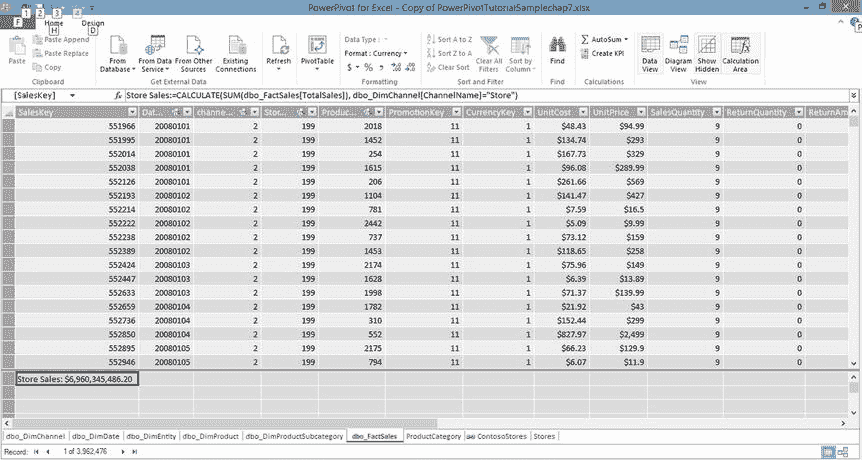 PowerPivot for Excel - Copy of PowerPivotTutorialSamplechap7.xlsx
1 2 3 4
F Home Design
H D
Paste Paste Append Paste Replace Copy
From Database From Data Service From Other Sources Existing Connections Refresh PivotTable
Data Type : Format : Currency $ % ,
Sort A to Z Sort Z to A Clear All Filters Sort by Column
Find AutoSum Create KPI
Data View Diagram View Show Hidden Calculation Area
Clipboard Get External Data Formatting Sort and Filter Find Calculations View
[SalesKey] fx Store Sales:=CALCULATE(SUM(dbo_FactSales[TotalSales]), dbo_DimChannel[ChannelName]="Store")
SalesKey Dat... channe... Stor... Produc... PromotionKey CurrencyKey UnitCost UnitPrice SalesQuantity ReturnQuantity ReturnAm
551966 20080101 2 199 2018 11 1 $48.43 $94.99 9 0
551995 20080101 2 199 1452 11 1 $134.74 $293 9 0
552014 20080101 2 199 254 11 1 $167.73 $329 9 0
552038 20080101 2 199 1615 11 1 $96.08 $289.99 9 0
552126 20080101 2 199 206 11 1 $261.66 $569 9 0
552193 20080102 2 199 1104 11 1 $141.47 $427 9 0
552214 20080102 2 199 781 11 1 $7.59 $16.5 9 0
552222 20080102 2 199 2442 11 1 $5.09 $9.99 9 0
552238 20080102 2 199 737 11 1 $73.12 $159 9 0
552389 20080102 2 199 1453 11 1 $118.65 $258 9 0
552424 20080103 2 199 2174 11 1 $75.96 $149 9 0
552447 20080103 2 199 1628 11 1 $6.39 $13.89 9 0
552633 20080103 2 199 1998 11 1 $71.37 $139.99 9 0
552659 20080104 2 199 1782 11 1 $21.92 $43 9 0
552736 20080104 2 199 310 11 1 $152.44 $299 9 0
552850 20080104 2 199 552 11 1 $827.97 $2,499 9 0
552895 20080105 2 199 2175 11 1 $66.23 $129.9 9 0
552946 20080105 2 199 794 11 1 $6.07 $11.9 9 0
Store Sales: $6,960,345,486.20
dbo_DimChannel dbo_DimDate dbo_DimEntity dbo_DimProduct dbo_DimProductSubcategory dbo_FactSales ProductCategory ContosoStores Stores
Record: 1 of 3,962,476